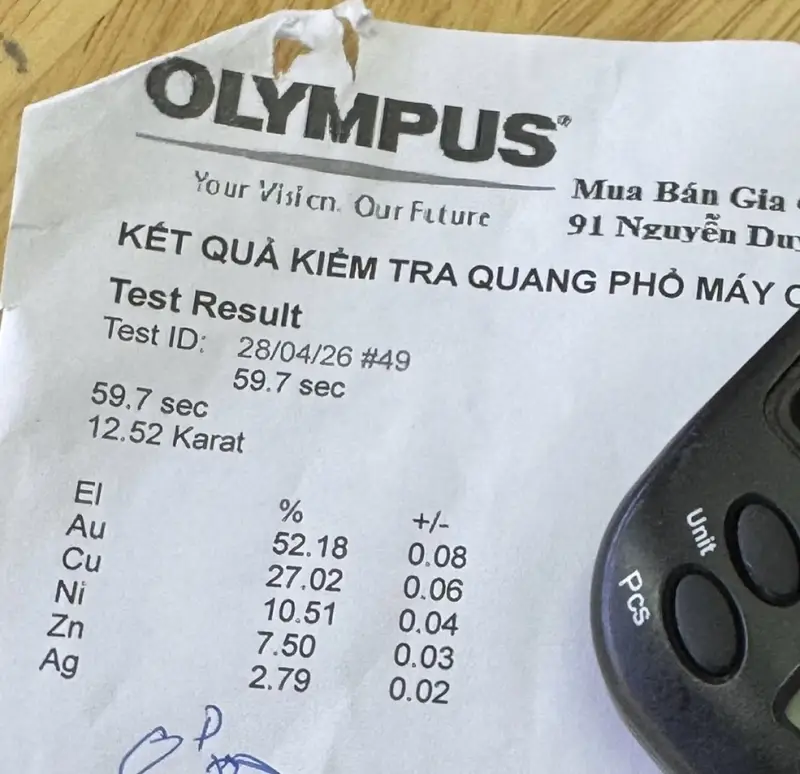 OLYMPUS®
Your Vision. Our Future
Mua Bán Gia
91 Nguyễn Du
KẾT QUẢ KIỂM TRA QUANG PHỔ MÁY
Test Result
Test ID: 28/04/26 #49
59.7 sec
59.7 sec
12.52 Karat
El % +/-
Au 52.18 0.08
Cu 27.02 0.06
Ni 10.51 0.04
Zn 7.50 0.03
Ag 2.79 0.02
Unit
PCS